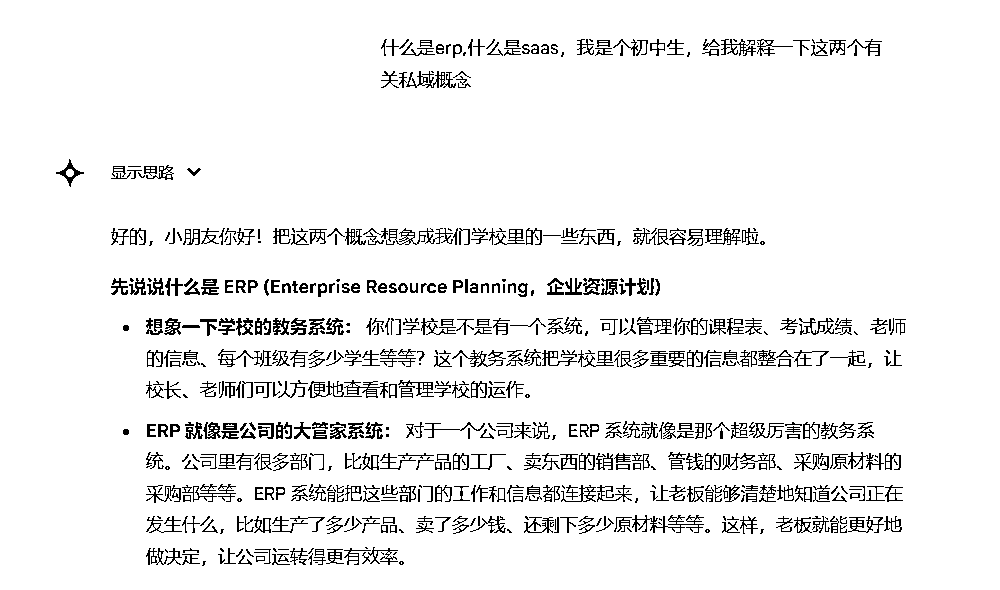 什么是erp,什么是saas，我是个初中生，给我解释一下这两个有
关私域概念
显示思路
好的，小朋友你好！把这两个概念想象成我们学校里的一些东西，就很容易理解啦。
先说说什么是 ERP (Enterprise Resource Planning，企业资源计划)
• 想象一下学校的教务系统： 你们学校是不是有一个系统，可以管理你的课程表、考试成绩、老师
的信息、每个班级有多少学生等等？这个教务系统把学校里很多重要的信息都整合在了一起，让
校长、老师们可以方便地查看和管理学校的运作。
• ERP 就像是公司的大管家系统： 对于一个公司来说，ERP 系统就像是那个超级厉害的教务系
统。公司里有很多部门，比如生产产品的工厂、卖东西的销售部、管钱的财务部、采购原材料的
采购部等等。ERP 系统能把这些部门的工作和信息都连接起来，让老板能够清楚地知道公司正在
发生什么，比如生产了多少产品、卖了多少钱、还剩下多少原材料等等。这样，老板就能更好地
做决定，让公司运转得更有效率。